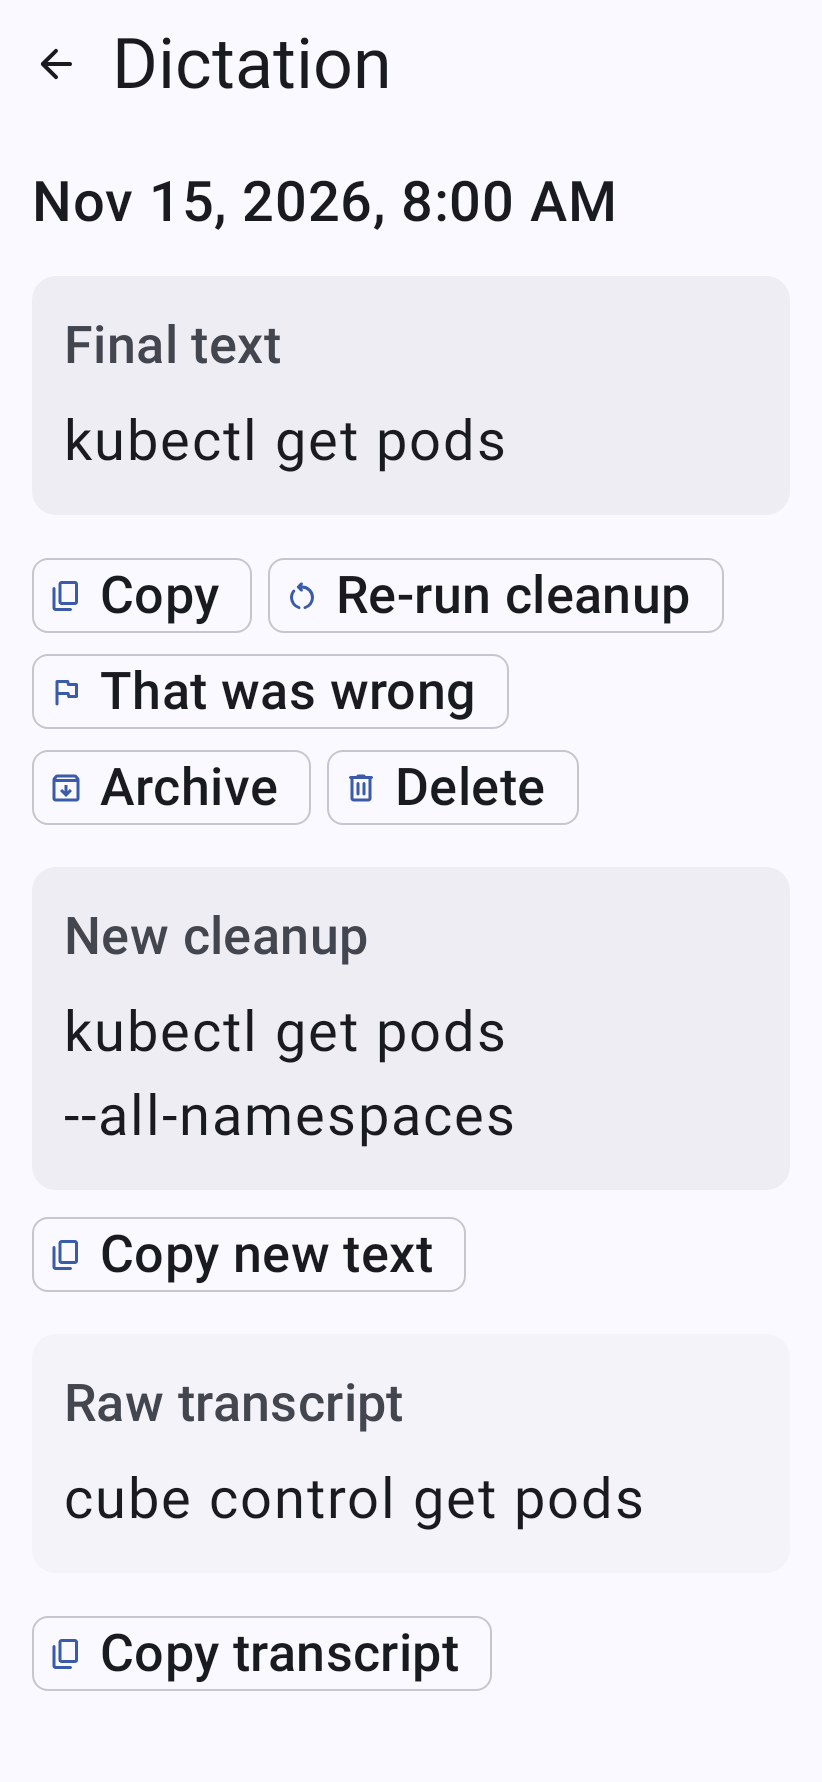 Dictation
Nov 15, 2026, 8:00 AM
Final text
kubectl get pods
Copy
Re-run cleanup
That was wrong
Archive
Delete
New cleanup
kubectl get pods
--all-namespaces
Copy new text
Raw transcript
cube control get pods
Copy transcript